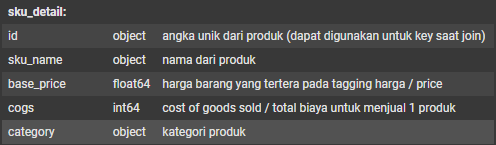 sku_detail:
id object angka unik dari produk (dapat digunakan untuk key saat join)
sku_name object nama dari produk
base_price float64 harga barang yang tertera pada tagging harga / price
cogs int64 cost of goods sold / total biaya untuk menjual 1 produk
category object kategori produk